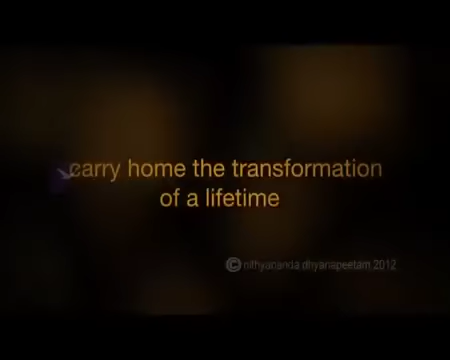 carry home the transformation
of a lifetime
© nithyananda dhyanapeetam 2012